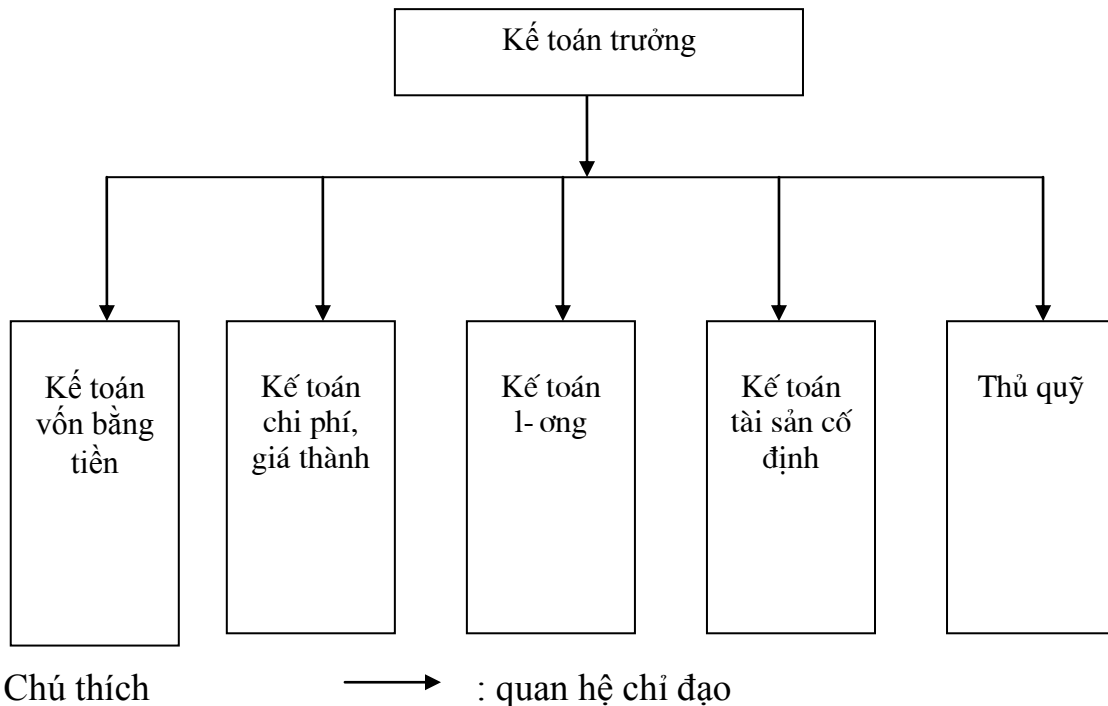 Kế toán trưởng
Kế toán
vốn bằng
tiền
Kế toán
chi phí,
giá thành
Kế toán
l- ơng
Kế toán
tài sản cố
định
Thủ quỹ
Chú thích : quan hệ chỉ đạo